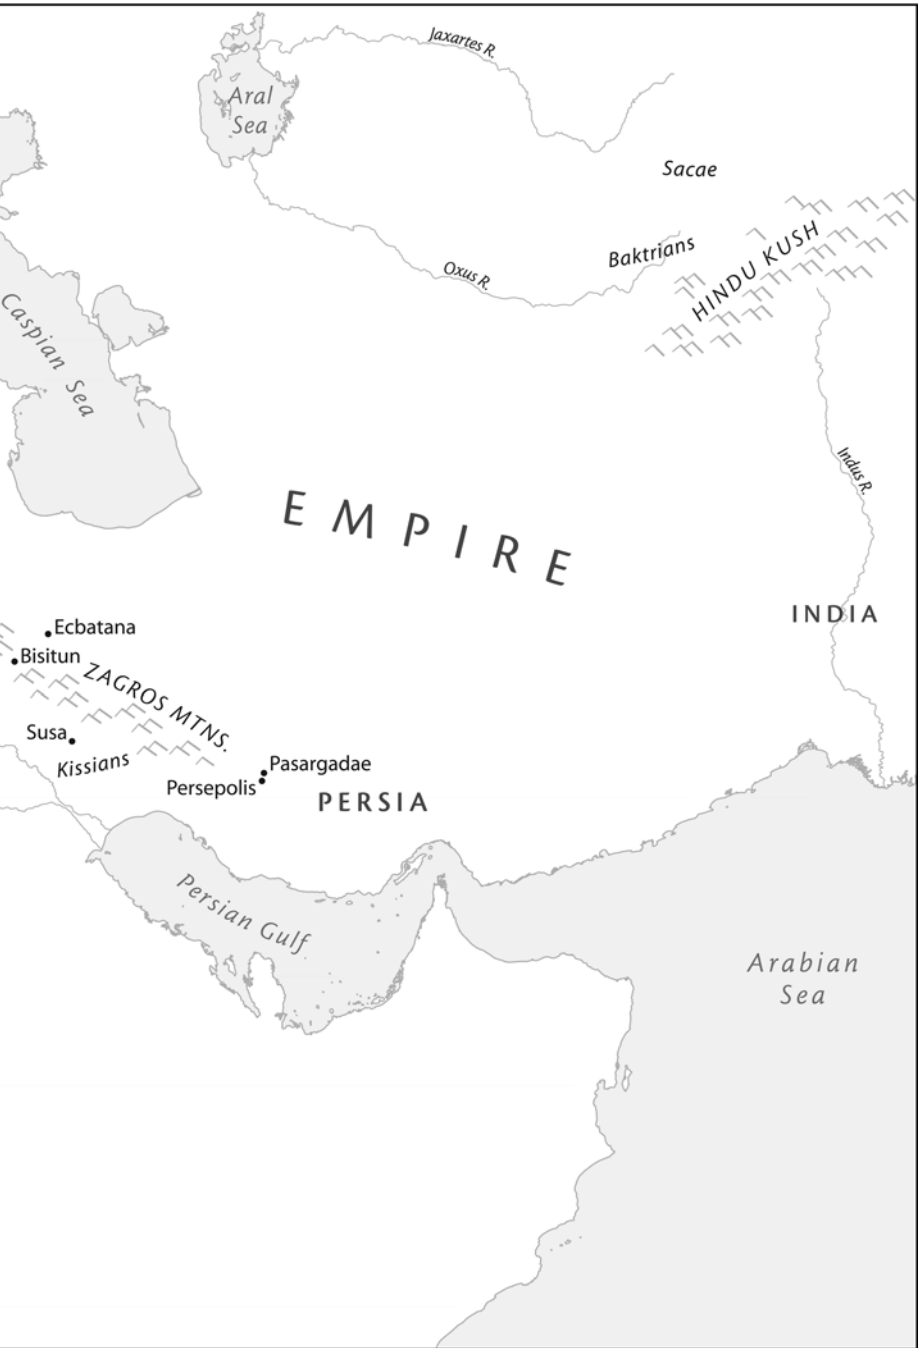 Jaxartes R.
Aral
Sea
Sacae
Baktrians
HINDU KUSH
Oxus R.
Caspian Sea
Indus R.
EMPIRE
INDIA
Ecbatana
Bisitun
ZAGROS MTNS.
Susa
Kissians
Pasargadae
Persepolis
PERSIA
Persian Gulf
Arabian
Sea